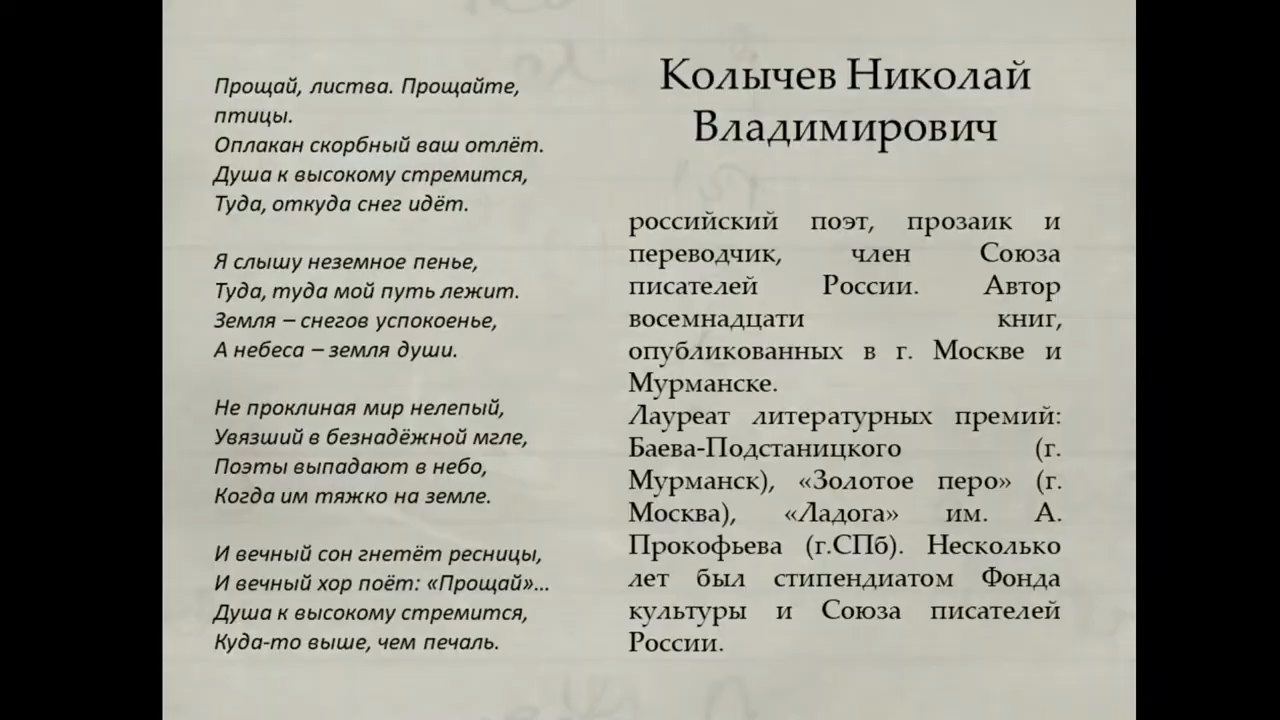 Прощай, листва. Прощайте,
птицы.
Оплакан скорбный ваш отлёт.
Душа к высокому стремится,
Туда, откуда снег идёт.
Я слышу неземное пенье,
Туда, туда мой путь лежит.
Земля – снегов успокоенье,
А небеса – земля души.
Не проклиная мир нелепый,
Увязший в безнадёжной мгле,
Поэты выпадают в небо,
Когда им тяжко на земле.
И вечный сон гнетёт ресницы,
И вечный хор поёт: «Прощай»…
Душа к высокому стремится,
Куда-то выше, чем печаль.
Колычев Николай
Владимирович
российский поэт, прозаик и
переводчик, член Союза
писателей России. Автор
восемнадцати книг,
опубликованных в г. Москве и
Мурманске.
Лауреат литературных премий:
Баева-Подстаницкого (г.
Мурманск), «Золотое перо» (г.
Москва), «Ладога» им. А.
Прокофьева (г.СПб). Несколько
лет был стипендиатом Фонда
культуры и Союза писателей
России.